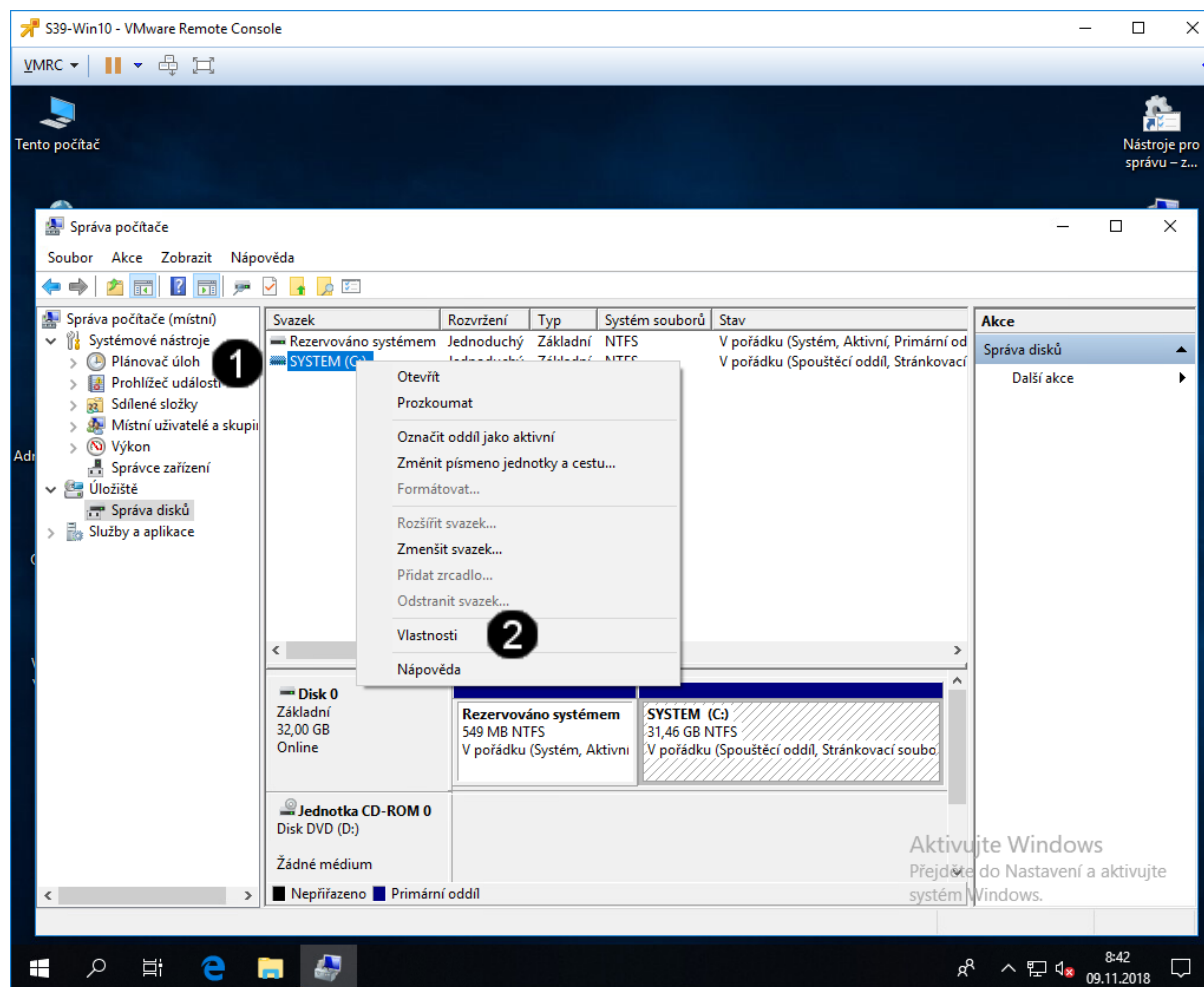 S39-Win10 - VMware Remote Console
VMRC
Tento počítač
Nástroje pro
správu – z...
Správa počítače
Soubor Akce Zobrazit Nápověda
Správa počítače (místní)
Systémové nástroje
Plánovač úloh
Prohlížeč událostí
Sdílené složky
Místní uživatelé a skupin
Výkon
Správce zařízení
Úložiště
Správa disků
Služby a aplikace
1
Svazek Rozvržení Typ Systém souborů Stav
Rezervováno systémem Jednoduchý Základní NTFS V pořádku (Systém, Aktivní, Primární od
SYSTEM (C:) Jednoduchý Základní NTFS V pořádku (Spouštěcí oddíl, Stránkovací
Otevřít
Prozkoumat
Označit oddíl jako aktivní
Změnit písmeno jednotky a cestu...
Formátovat...
Rozšířit svazek...
Zmenšit svazek...
Přidat zrcadlo...
Odstranit svazek...
Vlastnosti
2
Nápověda
Akce
Správa disků
Další akce
Disk 0
Základní
32,00 GB
Online
Rezervováno systémem
549 MB NTFS
V pořádku (Systém, Aktivní
SYSTEM (C:)
31,46 GB NTFS
V pořádku (Spouštěcí oddíl, Stránkovací soubo
Jednotka CD-ROM 0
Disk DVD (D:)
Žádné médium
Nepřiřazeno Primární oddíl
Aktivujte Windows
Přejděte do Nastavení a aktivujte
systém Windows.
8:42
09.11.2018